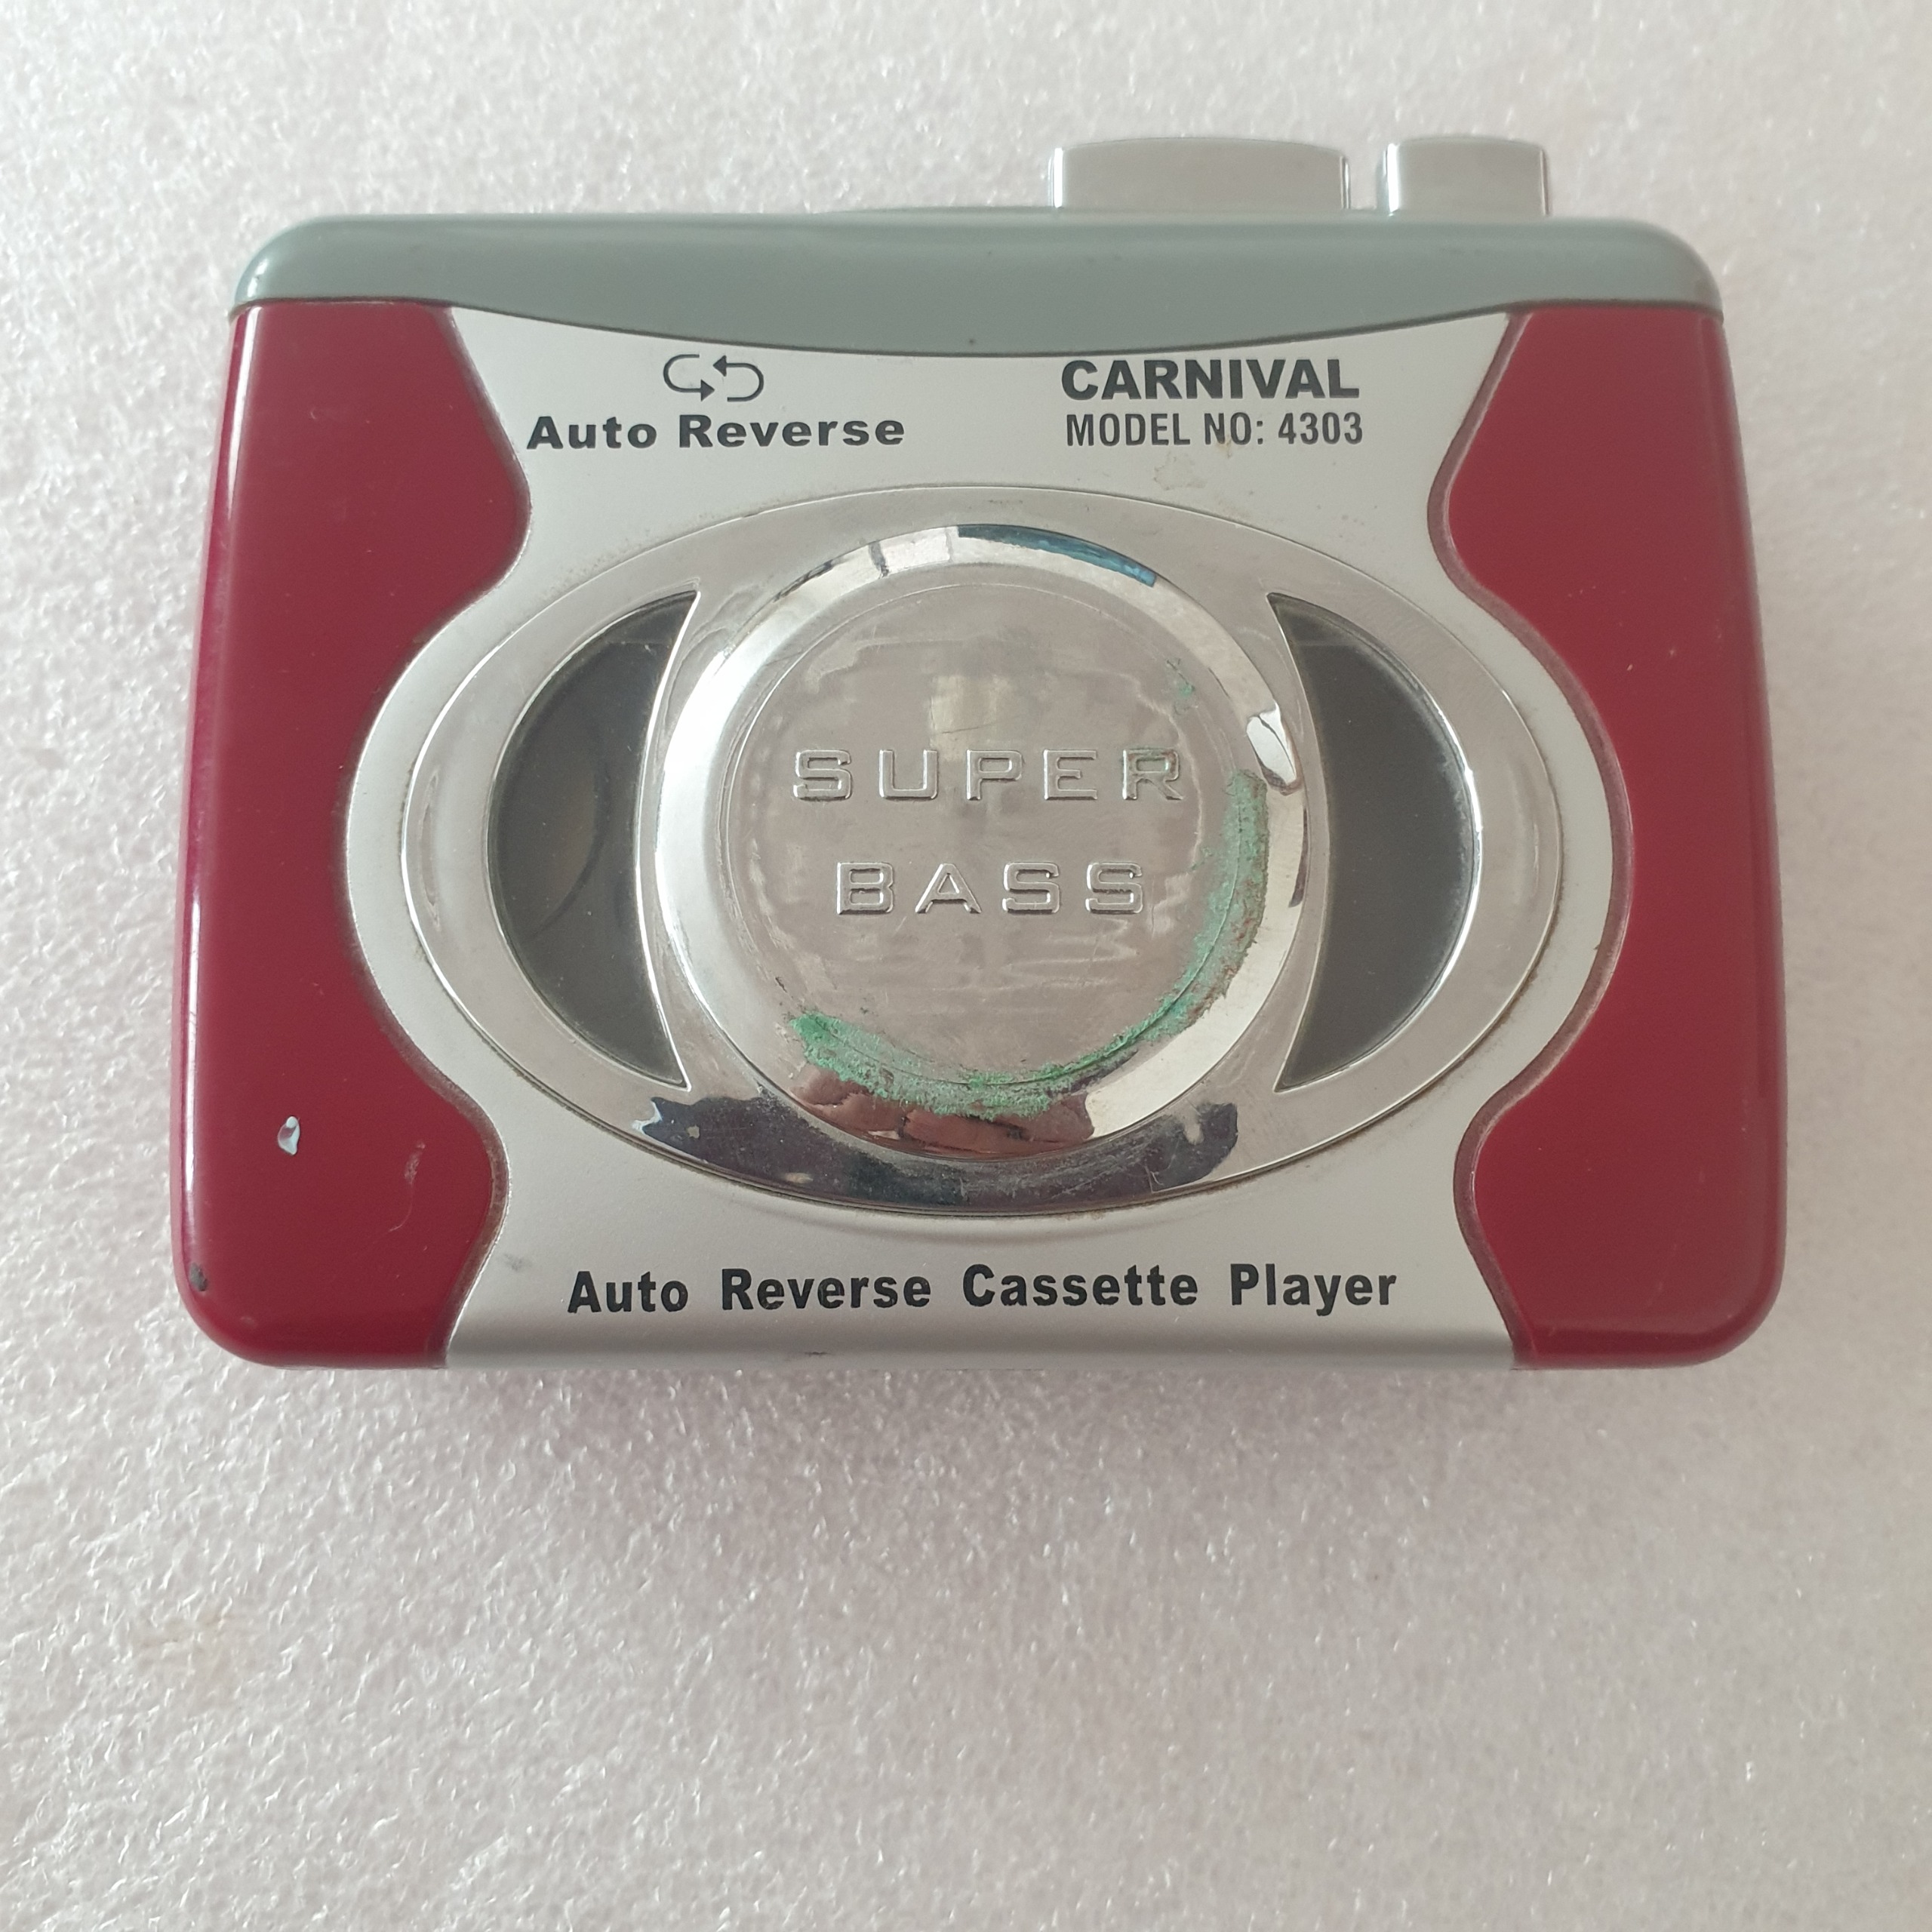 Auto Reverse
CARNIVAL
MODEL NO: 4303
SUPER
BASS
Auto Reverse Cassette Player